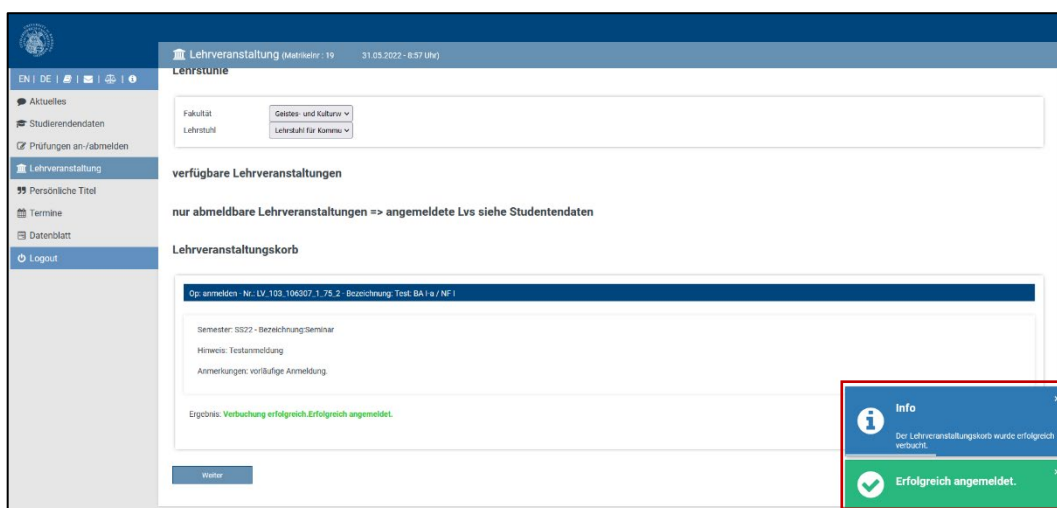 Lehrveranstaltung (Matrikelnr : 19 31.05.2022 - 8:57 Uhr)
EN | DE | | | |
Lehrstühle
Aktuelles
Studierendendaten
Prüfungen an-/abmelden
Lehrveranstaltung
Persönliche Titel
Termine
Datenblatt
Logout
Fakultät Geistes- und Kulturw
Lehrstuhl Lehrstuhl für Kommu
verfügbare Lehrveranstaltungen
nur abmeldbare Lehrveranstaltungen => angemeldete Lvs siehe Studentendaten
Lehrveranstaltungskorb
Op: anmelden - Nr.: LV_103_106307_1_75_2 - Bezeichnung: Test: BA I-a / NF I
Semester: SS22 - Bezeichnung:Seminar
Hinweis: Testanmeldung
Anmerkungen: vorläufige Anmeldung.
Ergebnis: Verbuchung erfolgreich.Erfolgreich angemeldet.
Weiter
Info
Der Lehrveranstaltungskorb wurde erfolgreich
verbucht.
Erfolgreich angemeldet.